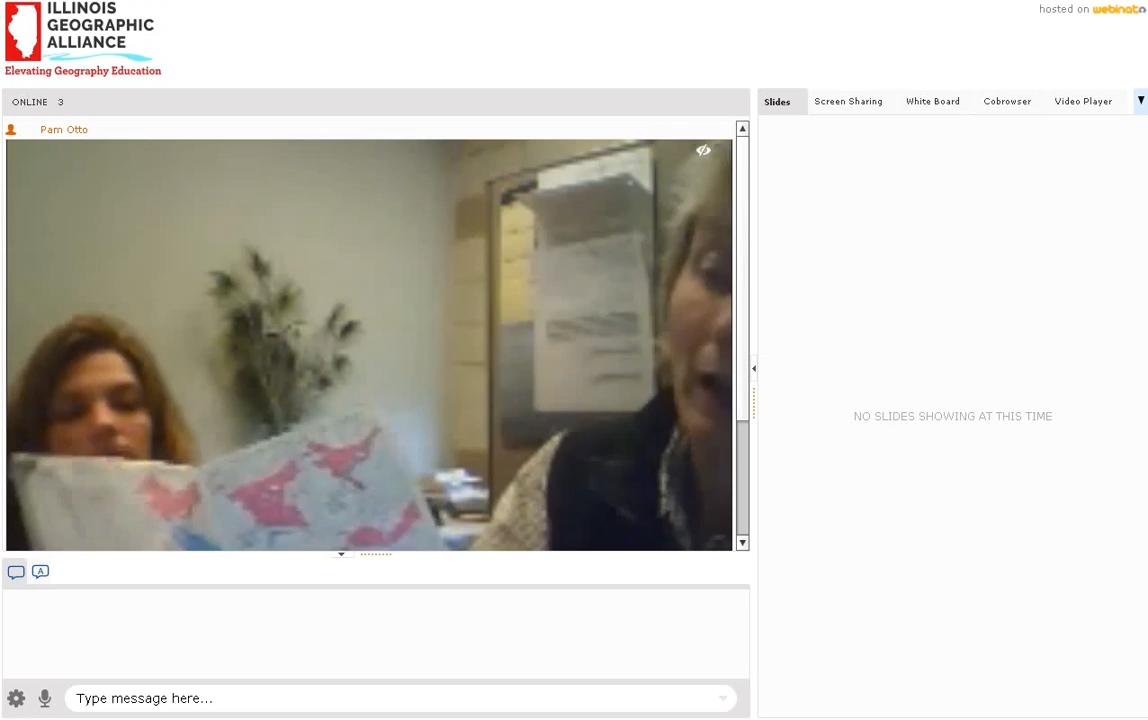 ILLINOIS
GEOGRAPHIC
ALLIANCE
Elevating Geography Education
hosted on webinato
ONLINE 3
Slides Screen Sharing White Board Cobrowser Video Player
Pam Otto
NO SLIDES SHOWING AT THIS TIME
A
Type message here...